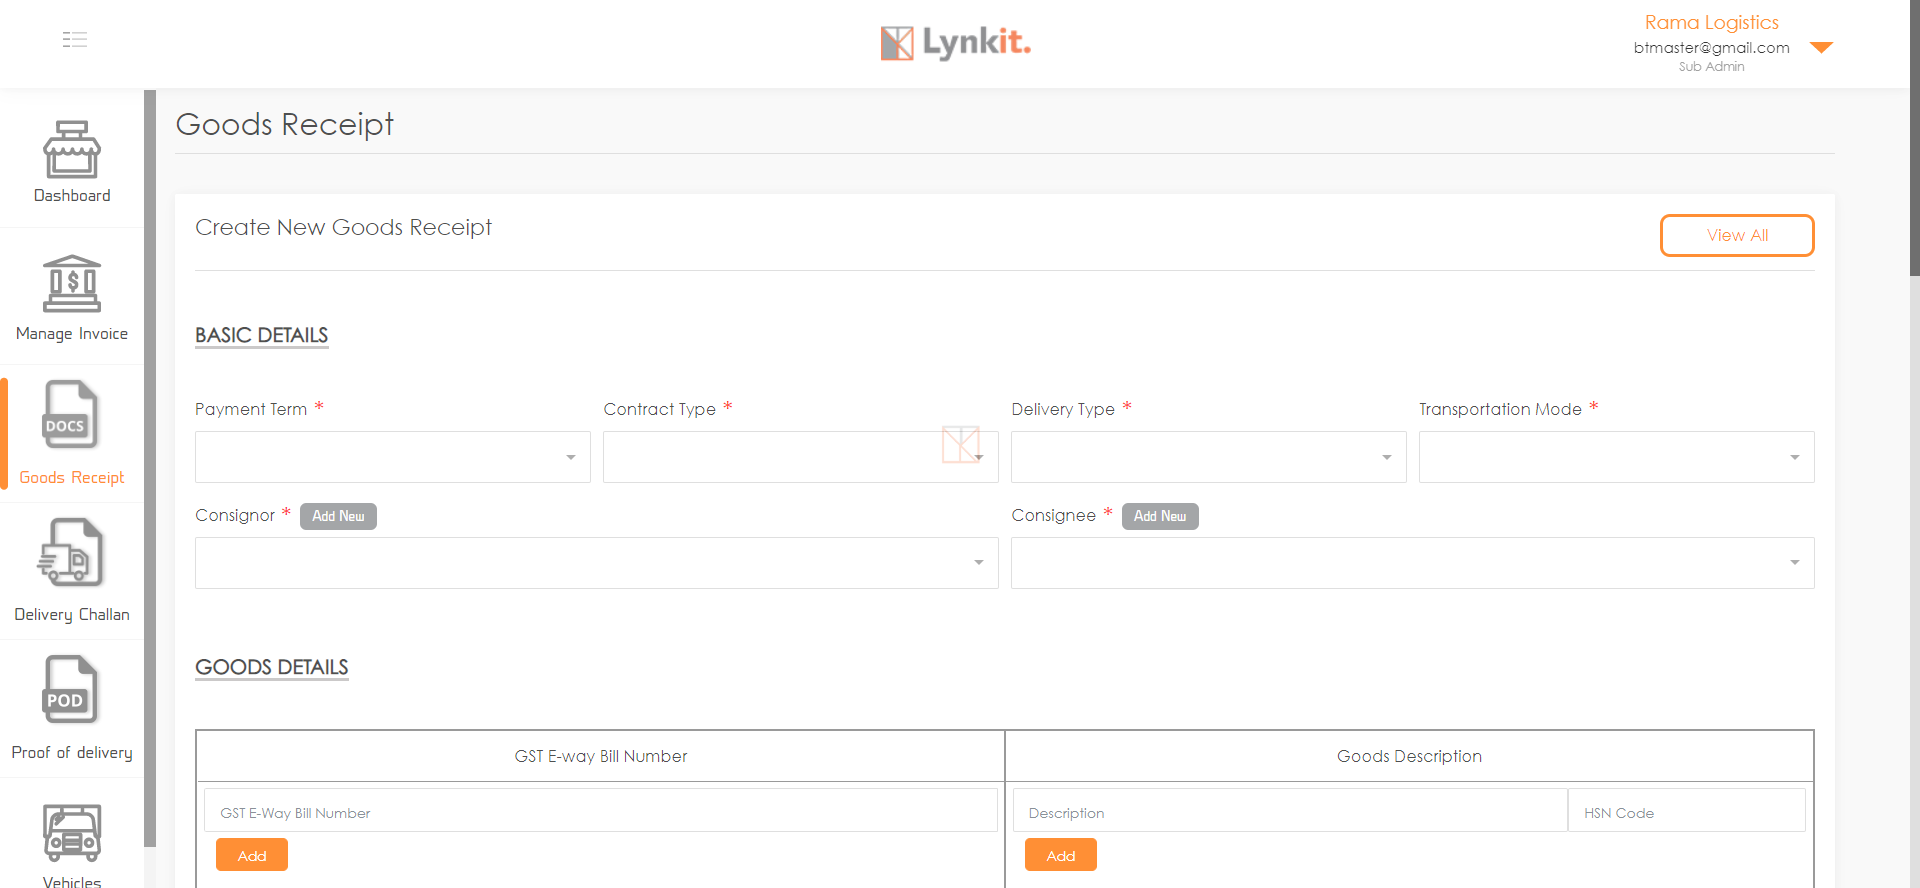 Lynkit.
Rama Logistics
btmaster@gmail.com
Sub Admin
Dashboard
Manage Invoice
DOCS
Goods Receipt
Delivery Challan
POD
Proof of delivery
Vehicles
Goods Receipt
Create New Goods Receipt
View All
BASIC DETAILS
Payment Term *
Contract Type *
Delivery Type *
Transportation Mode *
Consignor * Add New
Consignee * Add New
GOODS DETAILS
GST E-way Bill Number
Goods Description
GST E-Way Bill Number
Description
HSN Code
Add
Add